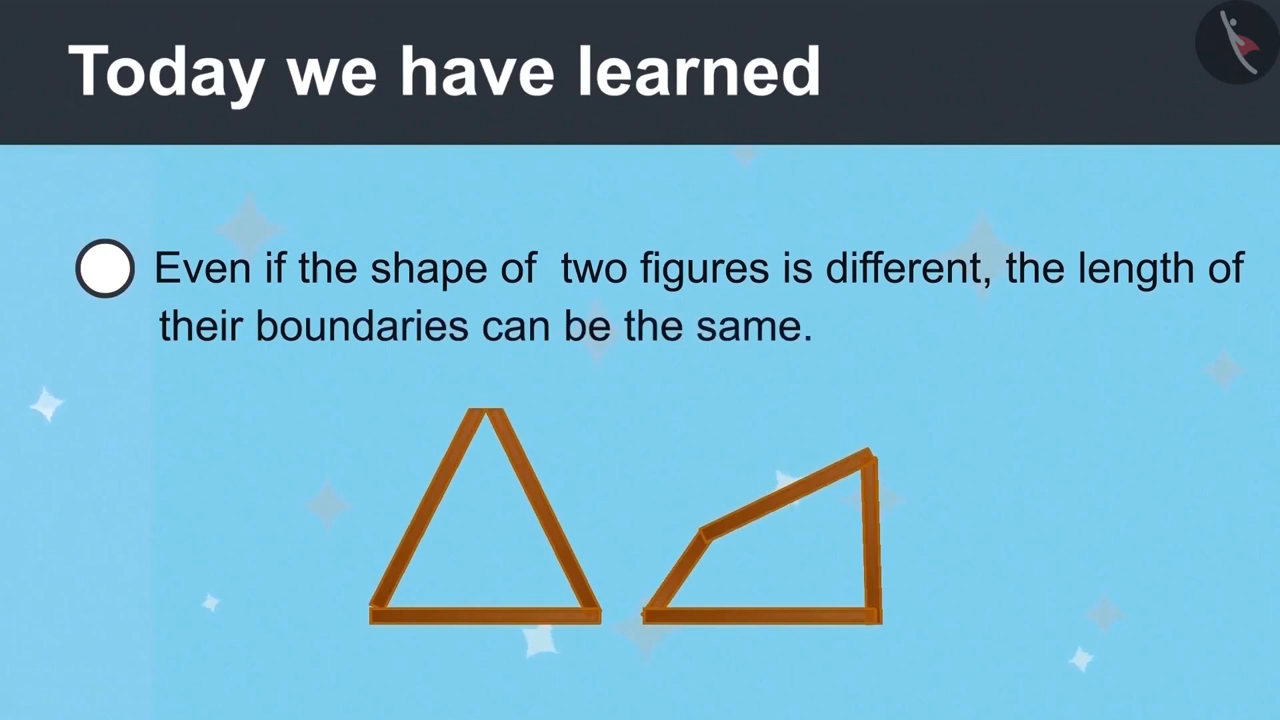 Today we have learned
Even if the shape of two figures is different, the length of
their boundaries can be the same.